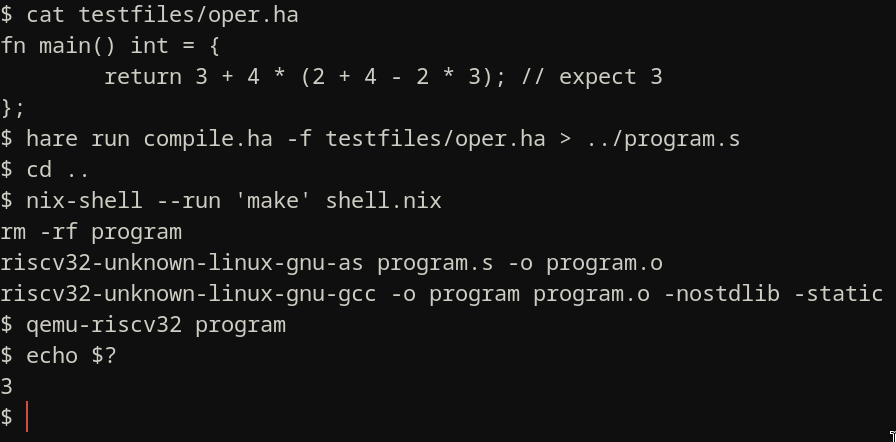 $ cat testfiles/oper.ha
fn main() int = {
        return 3 + 4 * (2 + 4 - 2 * 3); // expect 3
};
$ hare run compile.ha -f testfiles/oper.ha > ../program.s
$ cd ..
$ nix-shell --run 'make' shell.nix
rm -rf program
riscv32-unknown-linux-gnu-as program.s -o program.o
riscv32-unknown-linux-gnu-gcc -o program program.o -nostdlib -static
$ qemu-riscv32 program
$ echo $?
3
$